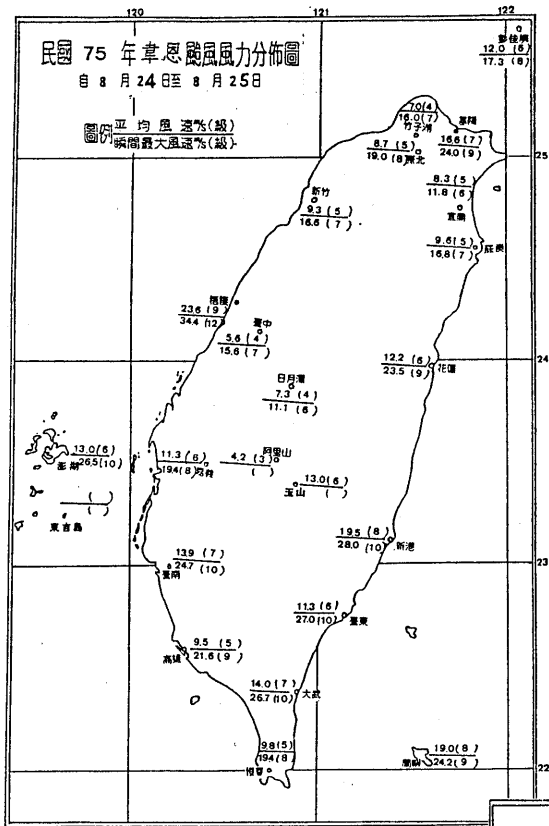 120
121
122
民國 75 年韋恩颱風風力分佈圖
自 8 月 24 日至 8 月 25 日
圖例 平均風速㎧(級)
瞬間最大風速㎧(級)
彭佳嶼
12.0 (6)
17.3 (8)
7.0 (4)
16.0 (7)
竹子湖
基隆
16.6 (7)
24.0 (9)
8.7 (5)
19.0 (8)
臺北
25
8.3 (5)
11.8 (6)
宜蘭
新竹
9.3 (5)
16.6 (7)
9.6 (5)
16.8 (7)
梧棲
23.6 (9)
34.4 (12)
臺中
5.6 (4)
15.6 (7)
24
12.2 (6)
23.5 (9)
花蓮
日月潭
7.3 (4)
11.1 (6)
13.0 (6)
26.5 (10)
澎湖
11.3 (6)
19.4 (8)
4.2 (3)
( )
阿里山
13.0 (6)
( )
玉山
( )
( )
東吉島
19.5 (8)
28.0 (10)
新港
23
13.9 (7)
24.7 (10)
臺南
11.3 (6)
27.0 (10)
臺東
9.5 (5)
21.6 (9)
高雄
14.0 (7)
26.7 (10)
大武
19.0 (8)
24.2 (9)
蘭嶼
9.8 (5)
19.4 (8
恆春
22